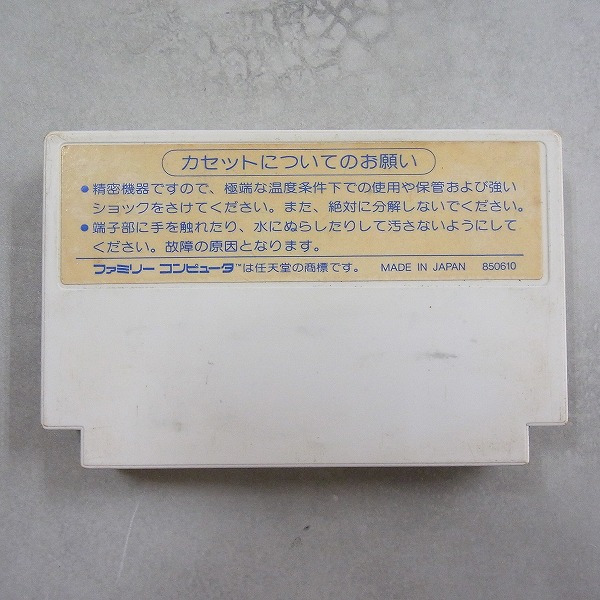 カセットについてのお願い
●精密機器ですので、極端な温度条件下での使用や保管および強い
ショックをさけてください。また、絶対に分解しないでください。
●端子部に手を触れたり、水にぬらしたりして汚さないようにして
ください。故障の原因となります。
ファミリー コンピュータ™は任天堂の商標です。 MADE IN JAPAN 850610